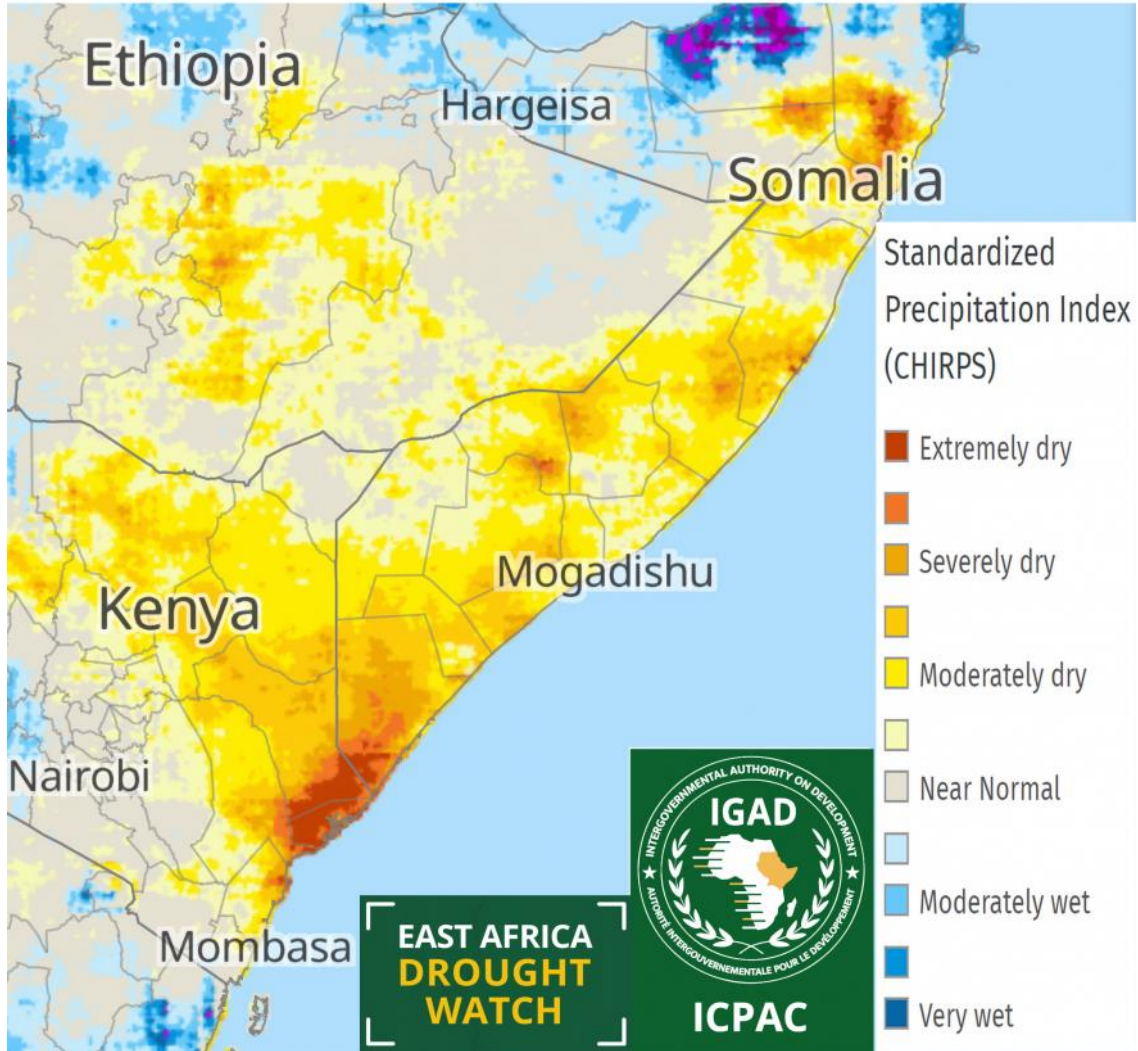 Ethiopia
Hargeisa
Somalia
Mogadishu
Kenya
Nairobi
Mombasa
Standardized
Precipitation Index
(CHIRPS)
Extremely dry
Severely dry
Moderately dry
Near Normal
Moderately wet
Very wet
EAST AFRICA
DROUGHT
WATCH
INTERGOVERNMENTAL AUTHORITY ON DEVELOPMENT
IGAD
AUTORITÉ INTERGOUVERNEMENTALE POUR LE DÉVELOPPEMENT
ICPAC